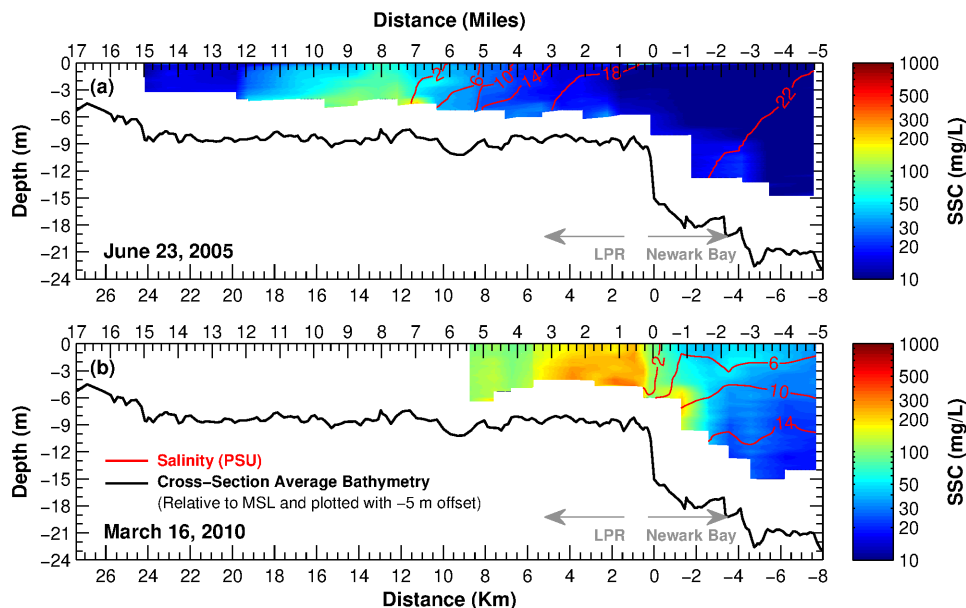 Distance (Miles)
17 16 15 14 13 12 11 10 9 8 7 6 5 4 3 2 1 0 −1 −2 −3 −4 −5
(a)
0
−3
−6
−9
−12
−15
−18
−21
−24
Depth (m)
2
10
14
18
22
June 23, 2005
LPR Newark Bay
26 24 22 20 18 16 14 12 10 8 6 4 2 0 −2 −4 −6 −8
1000
500
300
200
100
50
30
20
10
SSC (mg/L)
17 16 15 14 13 12 11 10 9 8 7 6 5 4 3 2 1 0 −1 −2 −3 −4 −5
(b)
0
−3
−6
−9
−12
−15
−18
−21
−24
Depth (m)
2
6
10
14
Salinity (PSU)
Cross−Section Average Bathymetry
(Relative to MSL and plotted with −5 m offset)
March 16, 2010
LPR Newark Bay
26 24 22 20 18 16 14 12 10 8 6 4 2 0 −2 −4 −6 −8
Distance (Km)
1000
500
300
200
100
50
30
20
10
SSC (mg/L)